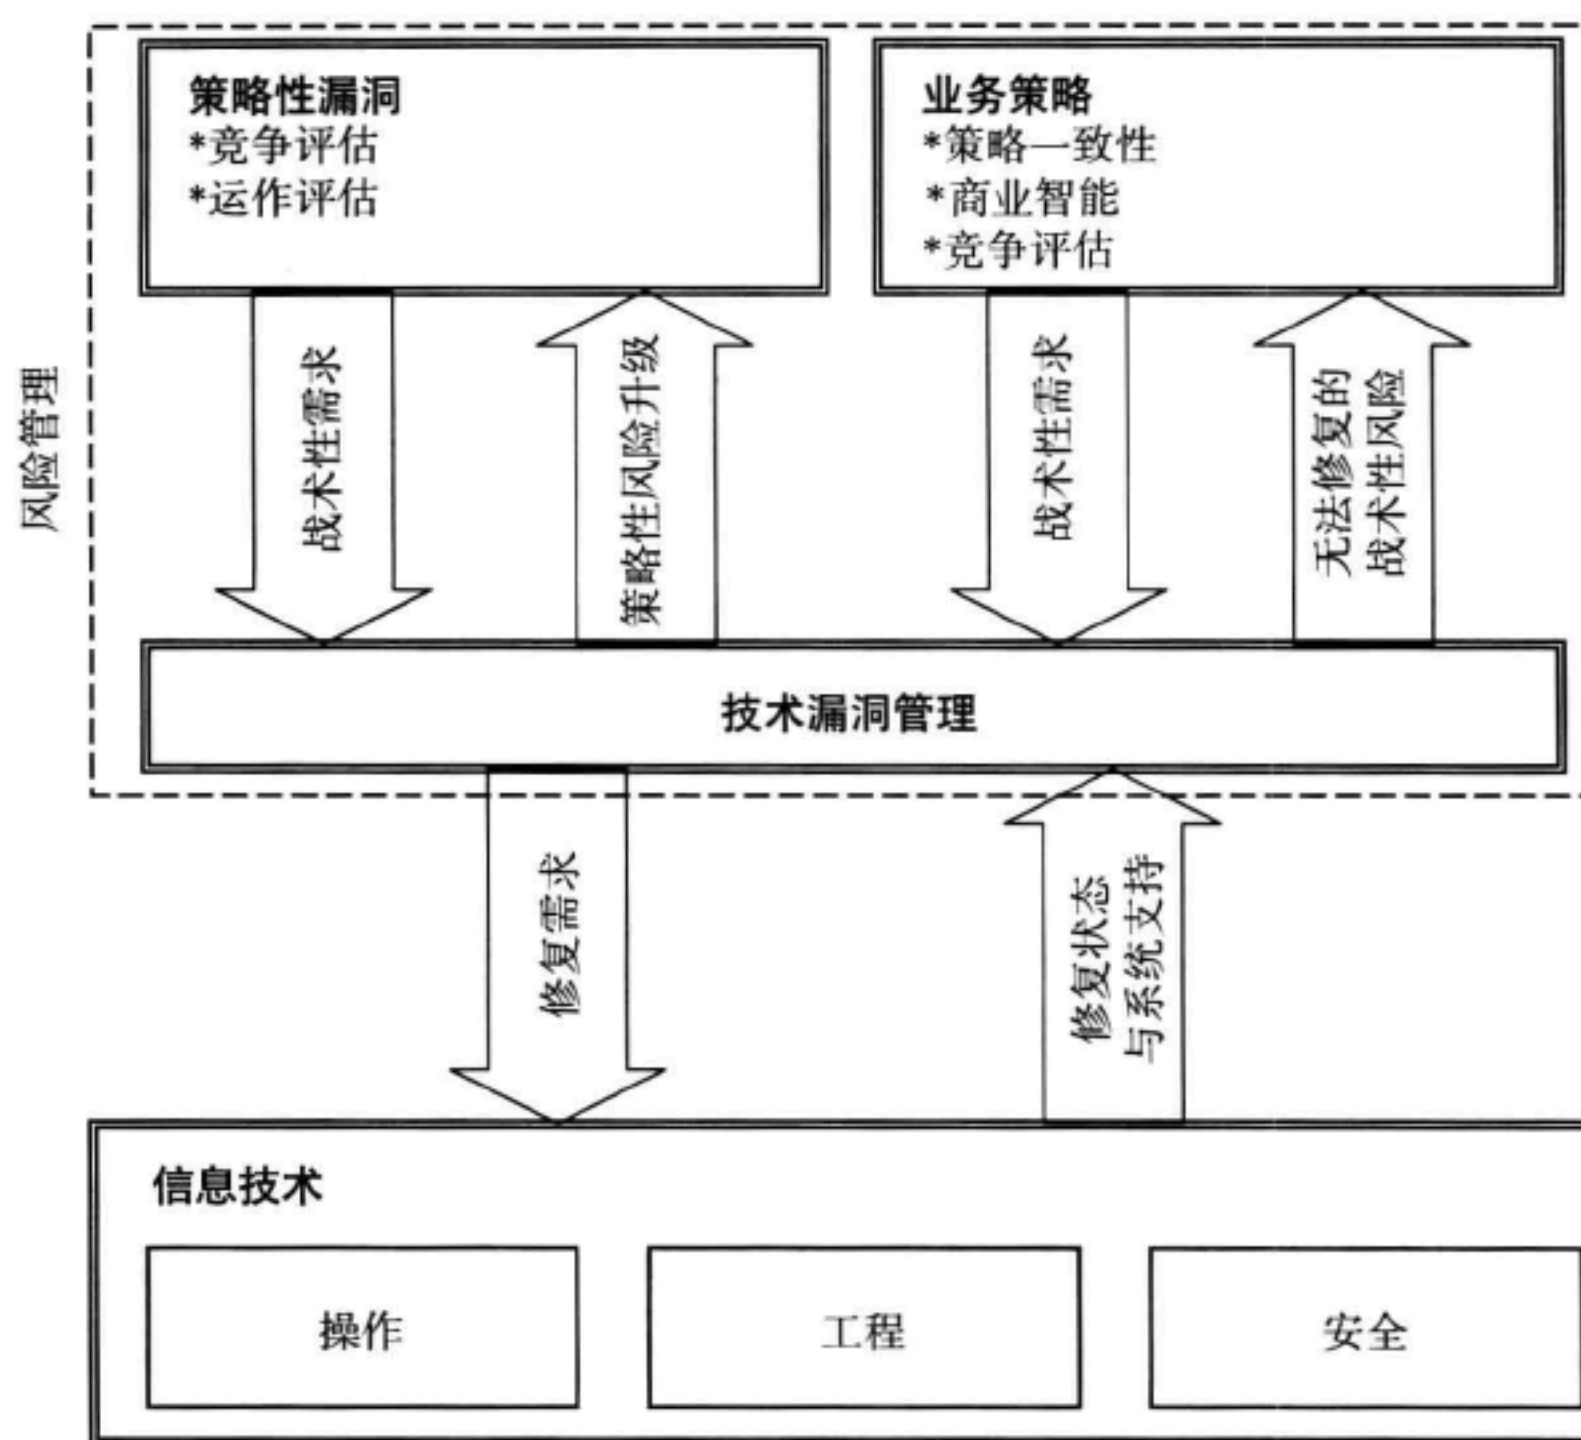 策略性漏洞
*竞争评估
*运作评估
业务策略
*策略一致性
*商业智能
*竞争评估
风险管理
战术性需求
策略性风险升级
战术性需求
无法修复的
战术性风险
技术漏洞管理
修复需求
修复状态
与系统支持
信息技术
操作
工程
安全